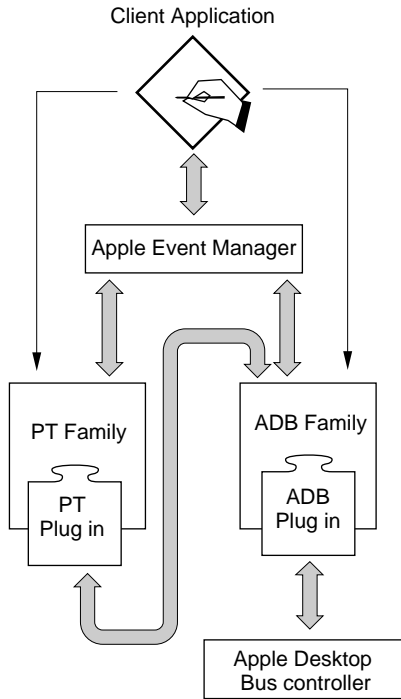 Client Application
Apple Event Manager
PT Family
ADB Family
PT
Plug in
ADB
Plug in
Apple Desktop
Bus controller